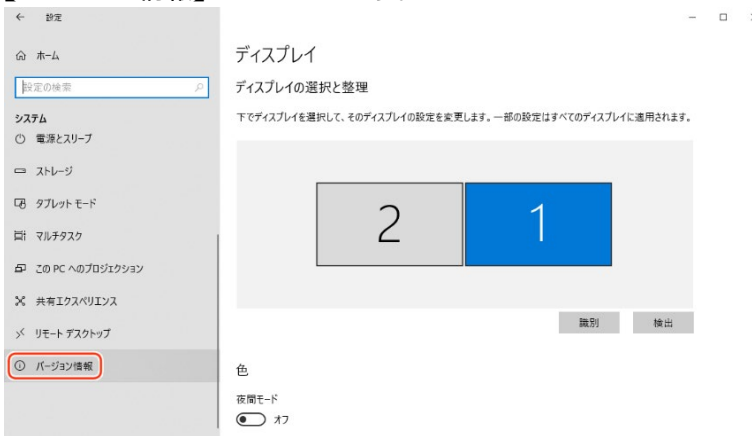 設定
ホーム
設定の検索
システム
電源とスリープ
ストレージ
タブレット モード
マルチタスク
この PC へのプロジェクション
共有エクスペリエンス
リモート デスクトップ
バージョン情報
ディスプレイ
ディスプレイの選択と整理
下でディスプレイを選択して、そのディスプレイの設定を変更します。一部の設定はすべてのディスプレイに適用されます。
2 1
識別 検出
色
夜間モード
オフ